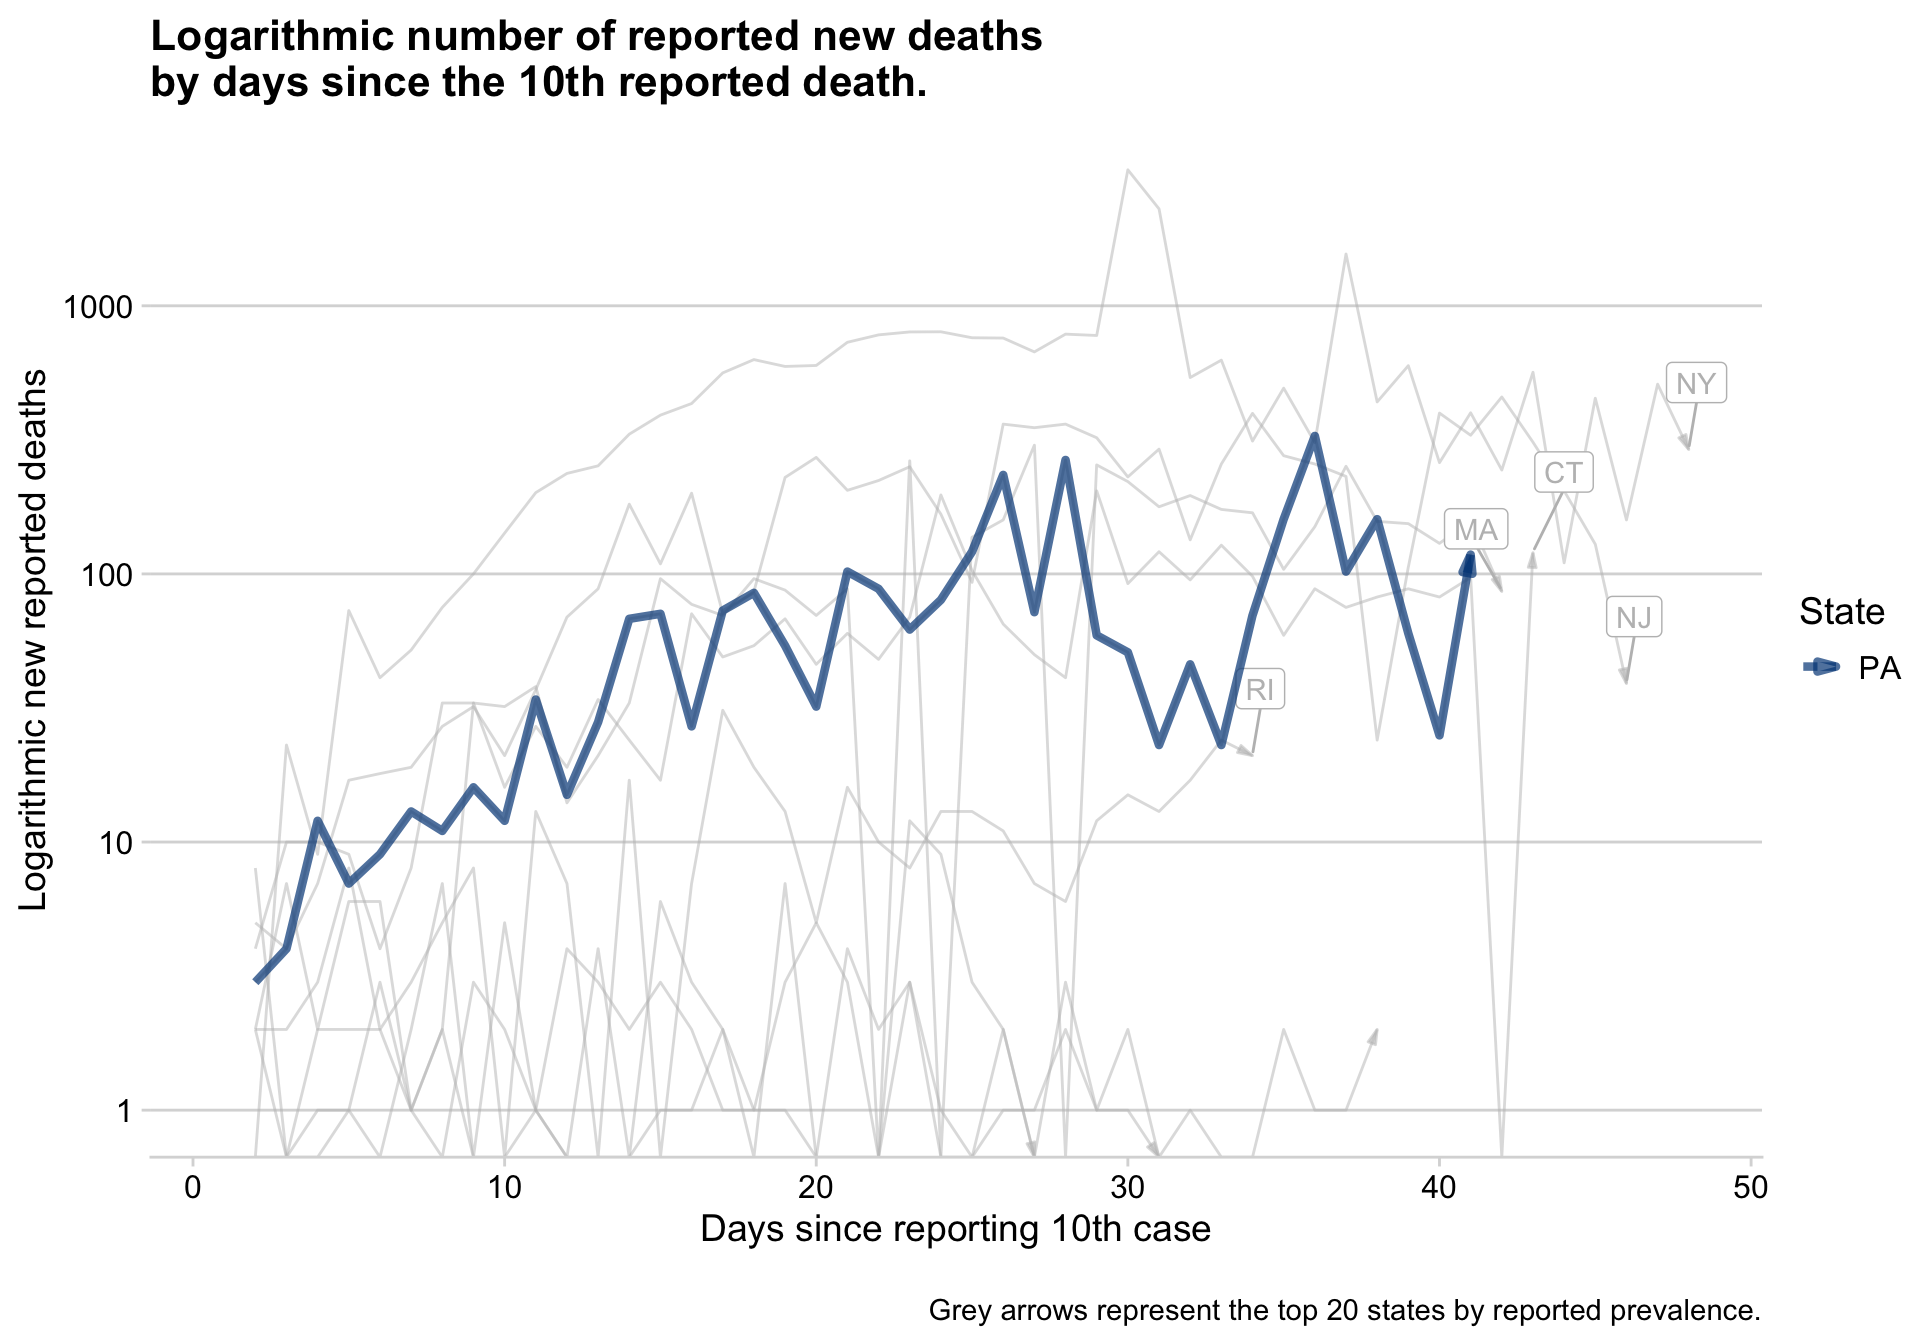 Logarithmic number of reported new deaths
by days since the 10th reported death.
Logarithmic new reported deaths
1000
100
10
1
NY
CT
MA
NJ
RI
State
PA
0 10 20 30 40 50
Days since reporting 10th case
Grey arrows represent the top 20 states by reported prevalence.